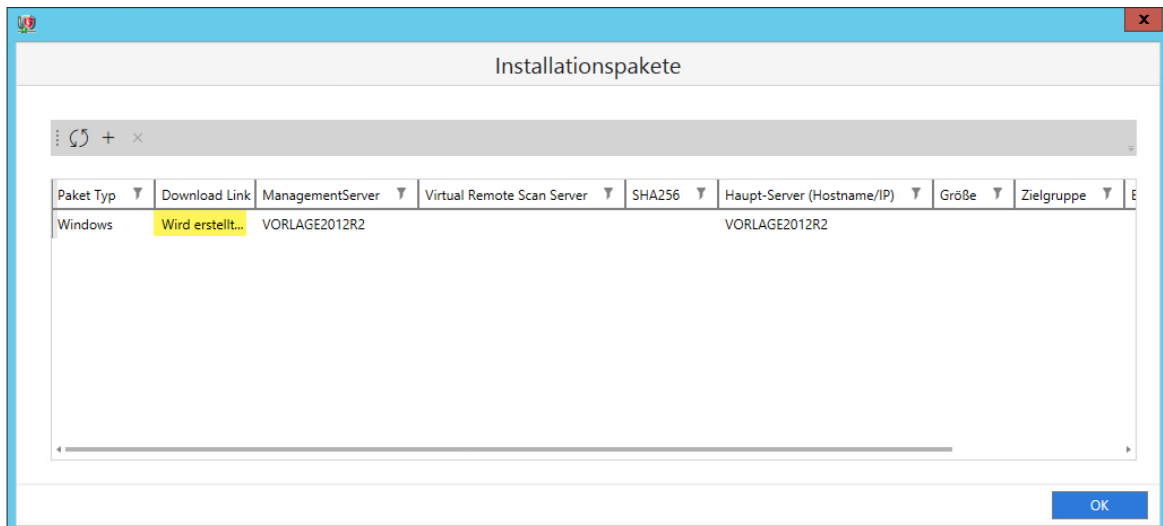 Installationspakete
Paket Typ Download Link ManagementServer Virtual Remote Scan Server SHA256 Haupt-Server (Hostname/IP) Größe Zielgruppe
Windows Wird erstellt... VORLAGE2012R2 VORLAGE2012R2
OK